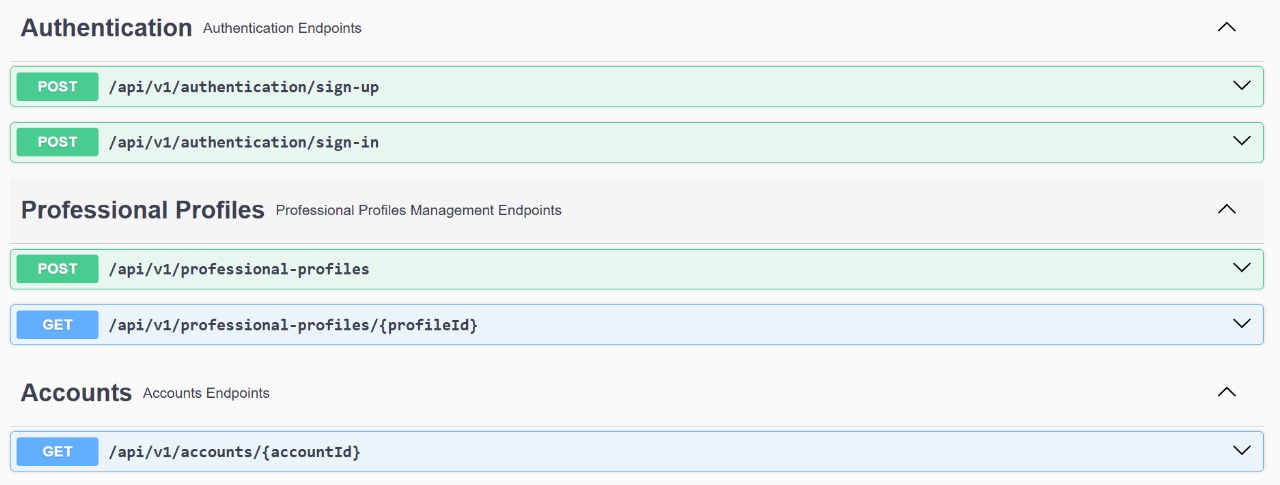 Authentication Authentication Endpoints
POST /api/v1/authentication/sign-up
POST /api/v1/authentication/sign-in
Professional Profiles Professional Profiles Management Endpoints
POST /api/v1/professional-profiles
GET /api/v1/professional-profiles/{profileId}
Accounts Accounts Endpoints
GET /api/v1/accounts/{accountId}